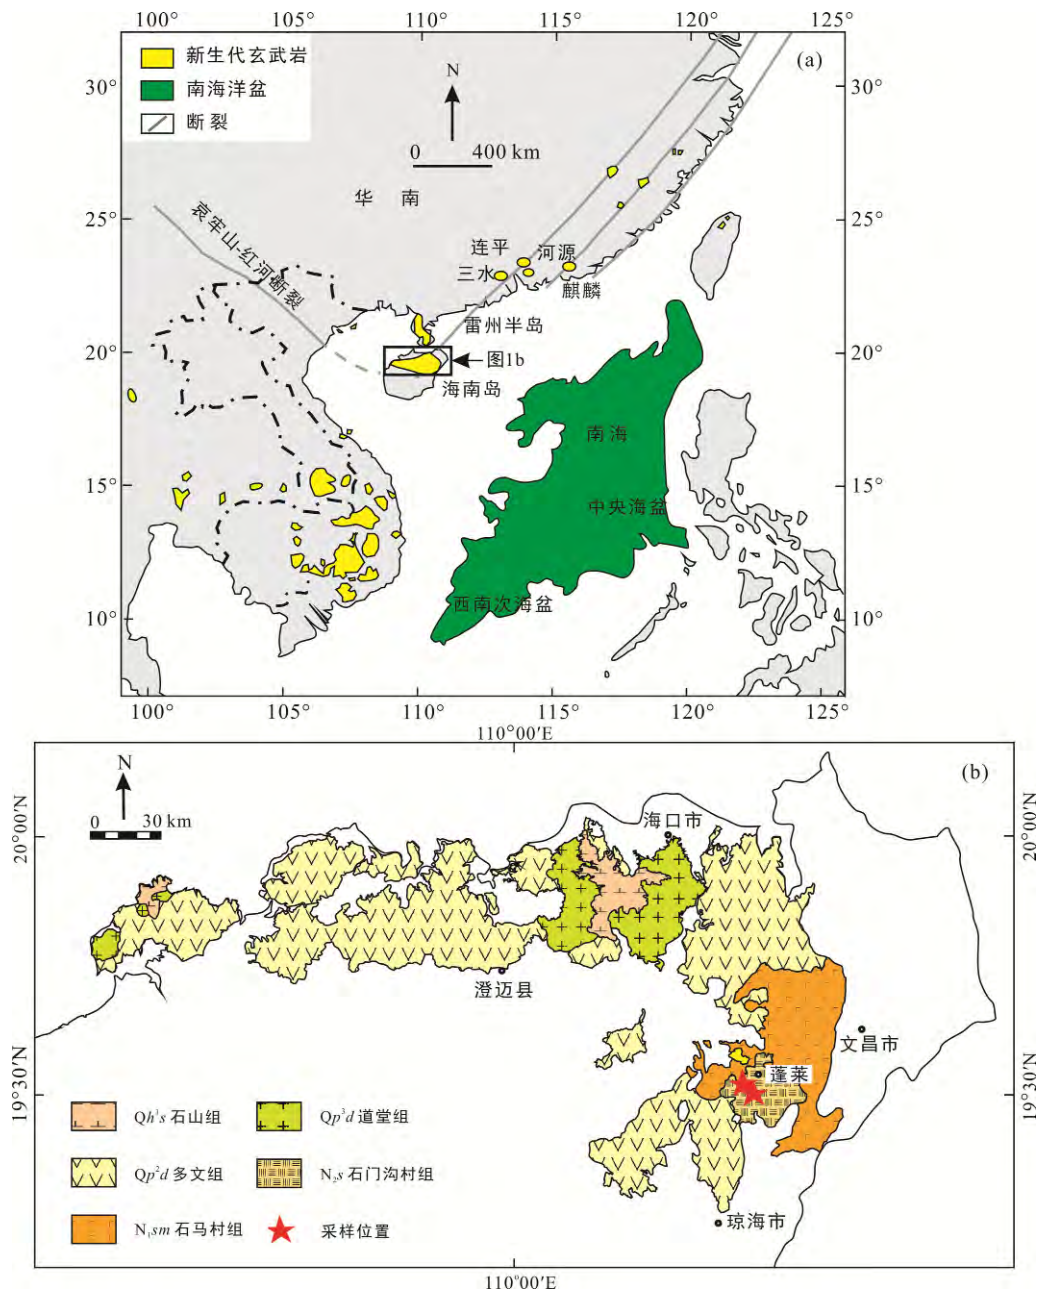 100° 105° 110° 115° 120° 125°
新生代玄武岩
南海洋盆
断裂
(a)
N
0 400 km
30° 30°
华 南
25° 25°
哀牢山-红河断裂
连平
河源
三水
麒麟
雷州半岛
20° 20°
图1b
海南岛
南海
15° 15°
中央海盆
西南次海盆
10° 10°
100° 105° 110° 115° 120° 125°
110°00′E
(b)
N
0 30 km
20°00′N 20°00′N
海口市
澄迈县
文昌市
蓬莱
19°30′N 19°30′N
Qh³s 石山组
Qp³d 道堂组
Qp²d 多文组
N₂s 石门沟村组
N₁sm 石马村组
采样位置
琼海市
110°00′E